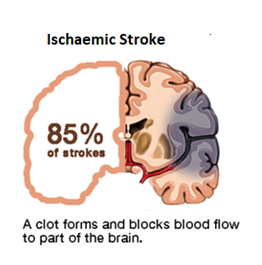 Ischaemic Stroke
85%
of strokes
A clot forms and blocks blood flow
to part of the brain.